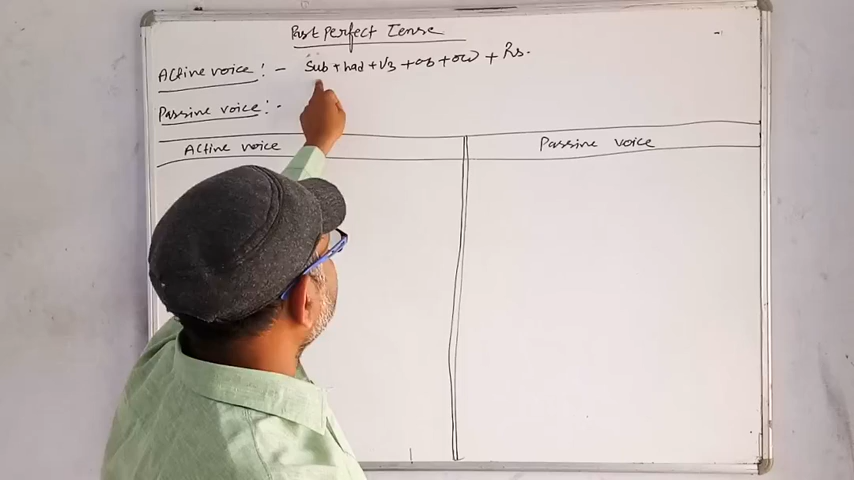 Past Perfect Tense
Active voice :- Sub + had + V3 + ob + ow + Rs.
Passive voice :-
Active voice
Passive voice